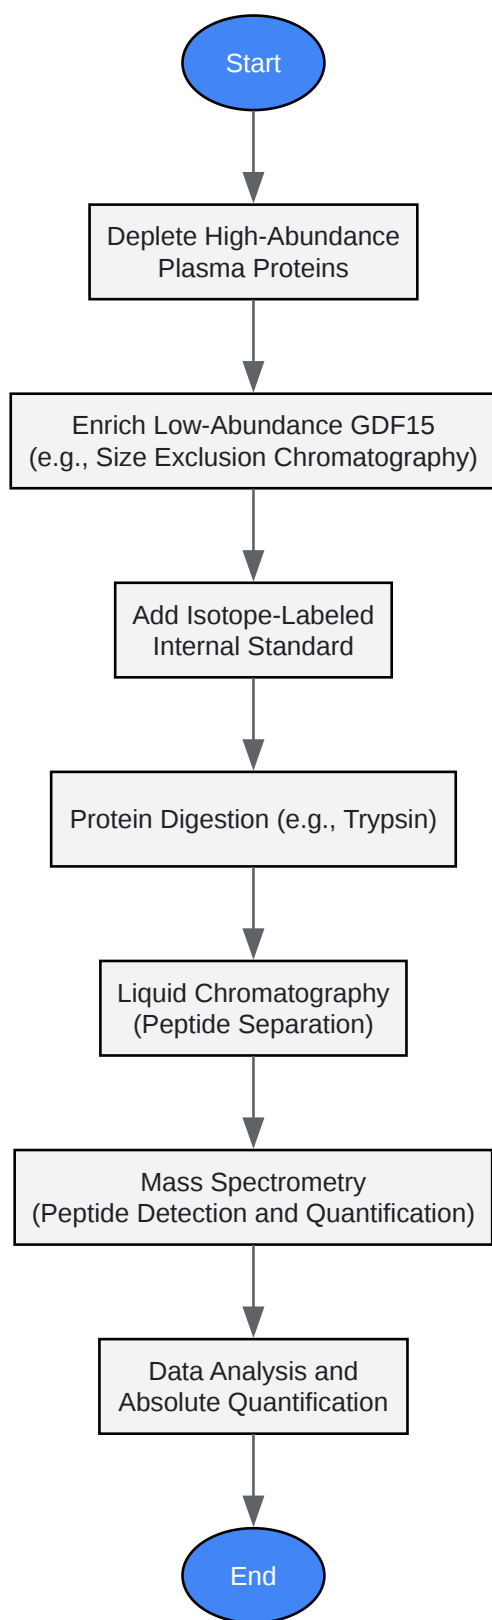 Start
Deplete High-Abundance
Plasma Proteins
Enrich Low-Abundance GDF15
(e.g., Size Exclusion Chromatography)
Add Isotope-Labeled
Internal Standard
Protein Digestion (e.g., Trypsin)
Liquid Chromatography
(Peptide Separation)
Mass Spectrometry
(Peptide Detection and Quantification)
Data Analysis and
Absolute Quantification
End